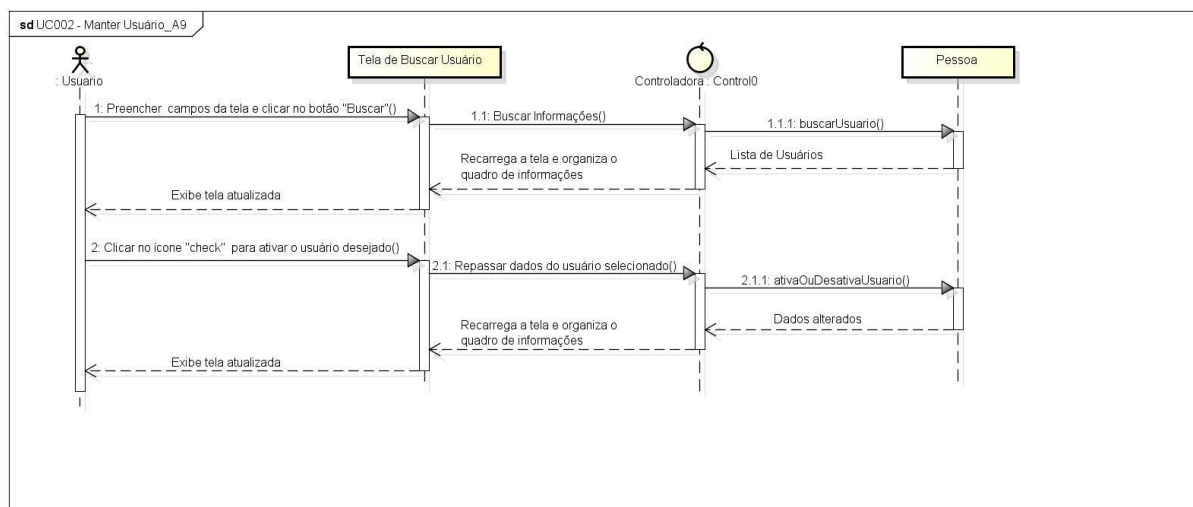 sd UC002 - Manter Usuário_A9
: Usuario
Tela de Buscar Usuário
Controladora : Control0
Pessoa
1: Preencher campos da tela e clicar no botão "Buscar"()
1.1: Buscar Informações()
1.1.1: buscarUsuario()
Lista de Usuários
Recarrega a tela e organiza o
quadro de informações
Exibe tela atualizada
2: Clicar no ícone "check" para ativar o usuário desejado()
2.1: Repassar dados do usuário selecionado()
2.1.1: ativaOuDesativaUsuario()
Dados alterados
Recarrega a tela e organiza o
quadro de informações
Exibe tela atualizada